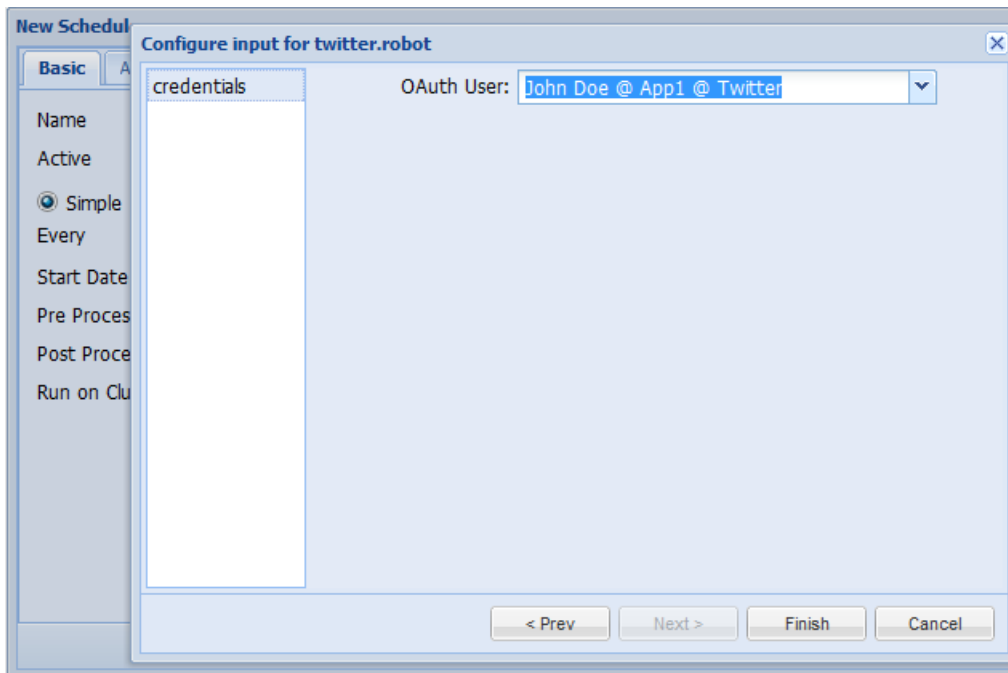 New Schedul
Configure input for twitter.robot
Basic
A
credentials
OAuth User:
John Doe @ App1 @ Twitter
Name
Active
Simple
Every
Start Date
Pre Proces
Post Proce
Run on Clu
< Prev
Next >
Finish
Cancel